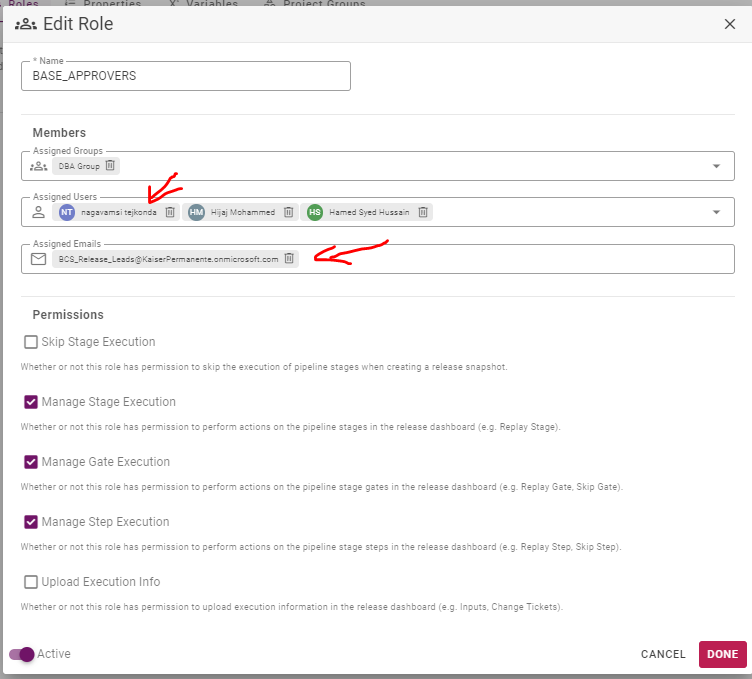 Roles Properties Variables Project Groups
Edit Role
* Name
BASE_APPROVERS
Members
Assigned Groups
DBA Group
Assigned Users
NT nagavamsi tejkonda HM Hijaj Mohammed HS Hamed Syed Hussain
Assigned Emails
BCS_Release_Leads@KaiserPermanente.onmicrosoft.com
Permissions
Skip Stage Execution
Whether or not this role has permission to skip the execution of pipeline stages when creating a release snapshot.
Manage Stage Execution
Whether or not this role has permission to perform actions on the pipeline stages in the release dashboard (e.g. Replay Stage).
Manage Gate Execution
Whether or not this role has permission to perform actions on the pipeline stage gates in the release dashboard (e.g. Replay Gate, Skip Gate).
Manage Step Execution
Whether or not this role has permission to perform actions on the pipeline stage steps in the release dashboard (e.g. Replay Step, Skip Step).
Upload Execution Info
Whether or not this role has permission to upload execution information in the release dashboard (e.g. Inputs, Change Tickets).
Active
CANCEL DONE